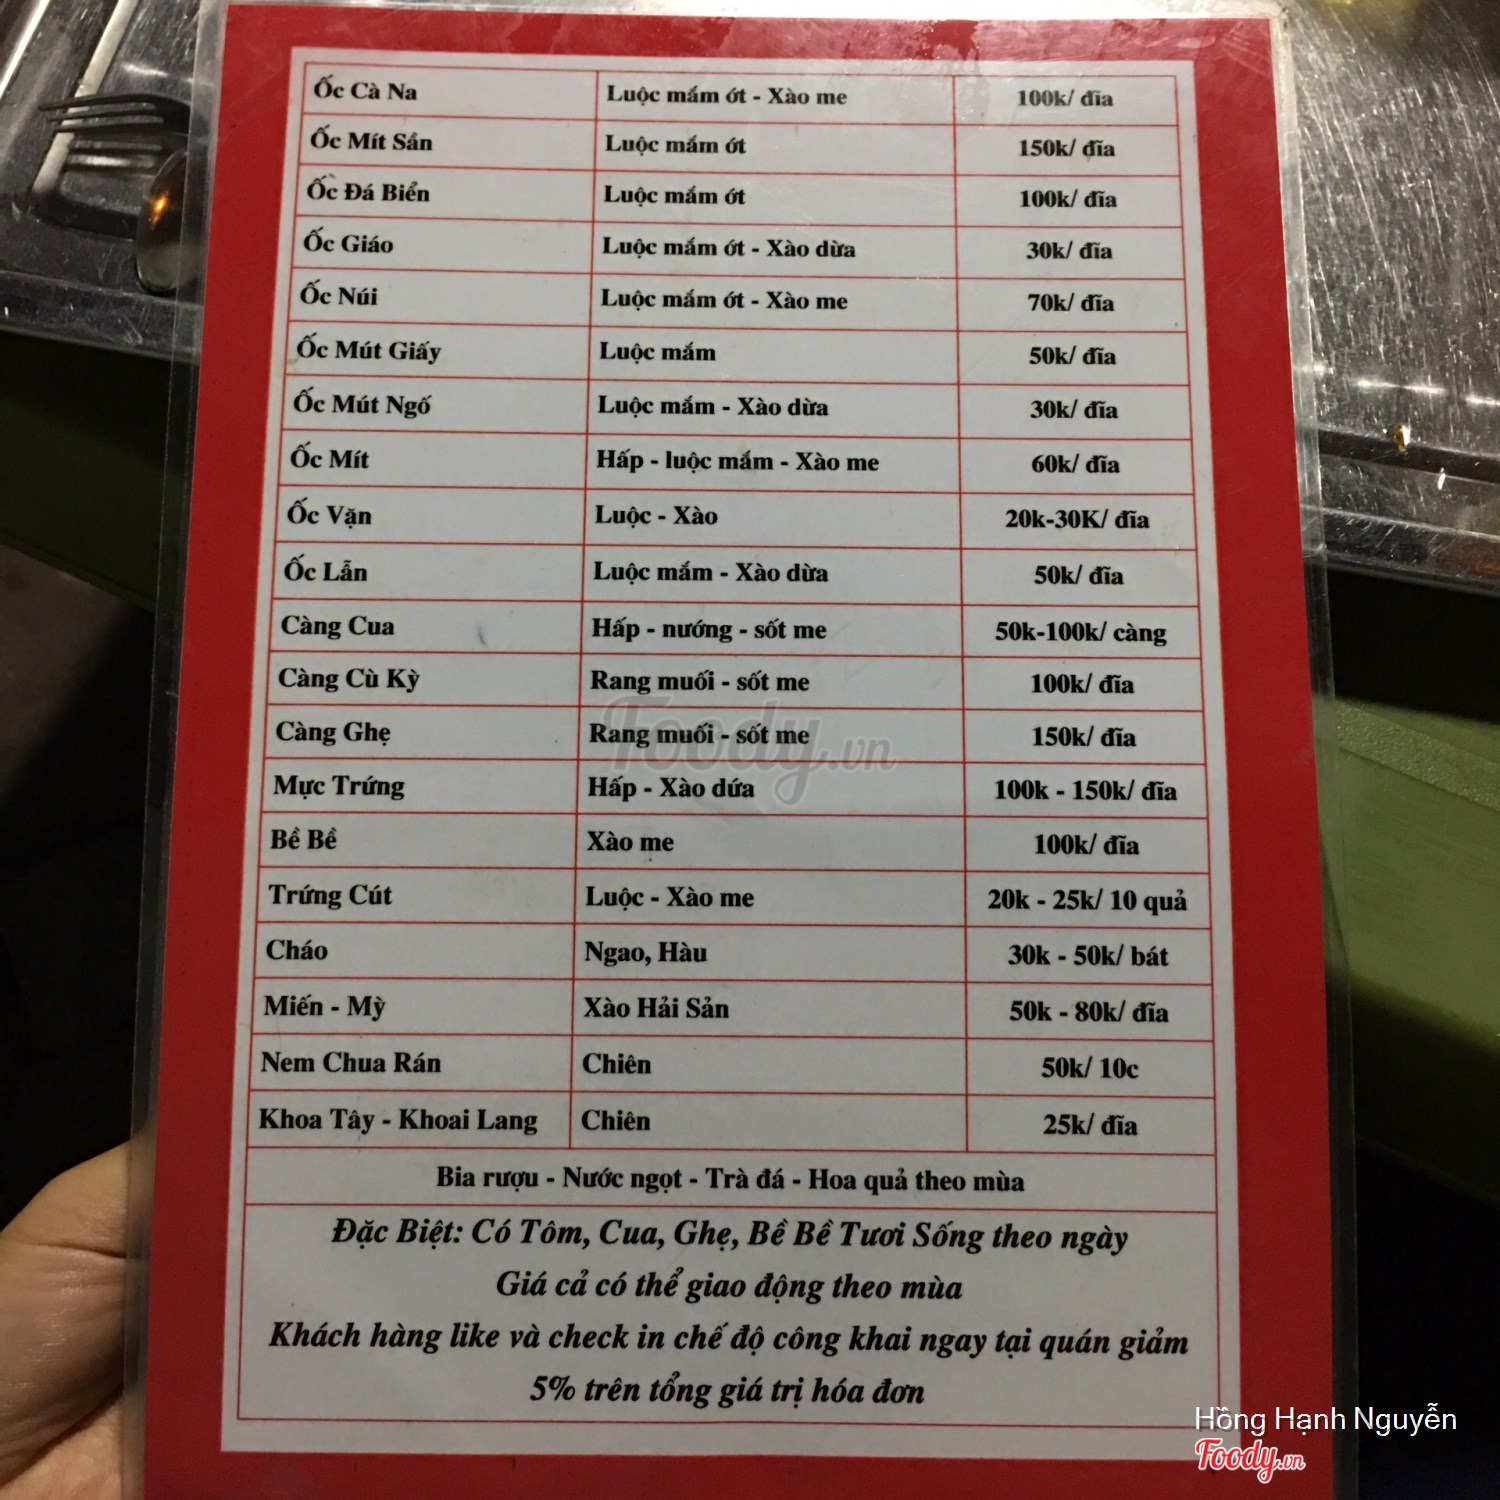 Ốc Cà Na Luộc mắm ớt - Xào me 100k/ đĩa
Ốc Mít Sần Luộc mắm ớt 150k/ đĩa
Ốc Đá Biển Luộc mắm ớt 100k/ đĩa
Ốc Giáo Luộc mắm ớt - Xào dừa 30k/ đĩa
Ốc Núi Luộc mắm ớt - Xào me 70k/ đĩa
Ốc Mút Giấy Luộc mắm 50k/ đĩa
Ốc Mút Ngố Luộc mắm - Xào dừa 30k/ đĩa
Ốc Mít Hấp - luộc mắm - Xào me 60k/ đĩa
Ốc Vặn Luộc - Xào 20k-30K/ đĩa
Ốc Lẫn Luộc mắm - Xào dừa 50k/ đĩa
Càng Cua Hấp - nướng - sốt me 50k-100k/ càng
Càng Cù Kỳ Rang muối - sốt me 100k/ đĩa
Càng Ghẹ Rang muối - sốt me 150k/ đĩa
Mực Trứng Hấp - Xào dứa 100k - 150k/ đĩa
Bề Bề Xào me 100k/ đĩa
Trứng Cút Luộc - Xào me 20k - 25k/ 10 quả
Cháo Ngao, Hàu 30k - 50k/ bát
Miến - Mỳ Xào Hải Sản 50k - 80k/ đĩa
Nem Chua Rán Chiên 50k/ 10c
Khoa Tây - Khoai Lang Chiên 25k/ đĩa
Bia rượu - Nước ngọt - Trà đá - Hoa quả theo mùa
Đặc Biệt: Có Tôm, Cua, Ghẹ, Bề Bề Tươi Sống theo ngày
Giá cả có thể giao động theo mùa
Khách hàng like và check in chế độ công khai ngay tại quán giảm
5% trên tổng giá trị hóa đơn
Foody.vn
Hồng Hạnh Nguyễn
Foody.vn